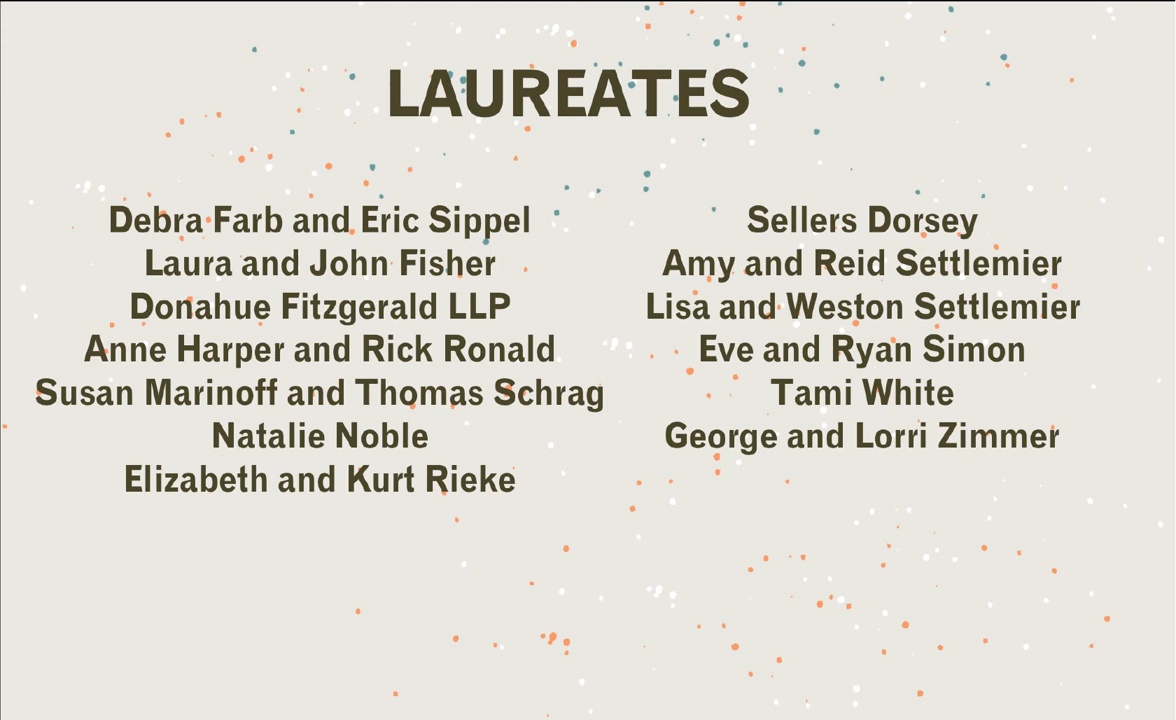 LAUREATES
Debra Farb and Eric Sippel
Laura and John Fisher
Donahue Fitzgerald LLP
Anne Harper and Rick Ronald
Susan Marinoff and Thomas Schrag
Natalie Noble
Elizabeth and Kurt Rieke
Sellers Dorsey
Amy and Reid Settlemier
Lisa and Weston Settlemier
Eve and Ryan Simon
Tami White
George and Lorri Zimmer